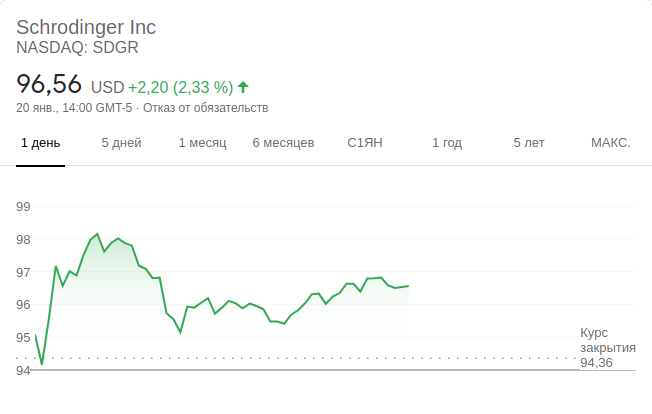 Schrodinger Inc
NASDAQ: SDGR
96,56 USD +2,20 (2,33 %)
20 янв., 14:00 GMT-5 · Отказ от обязательств
1 день 5 дней 1 месяц 6 месяцев С1ЯН 1 год 5 лет МАКС.
99
98
97
96
95
94
Курс
закрытия
94,36